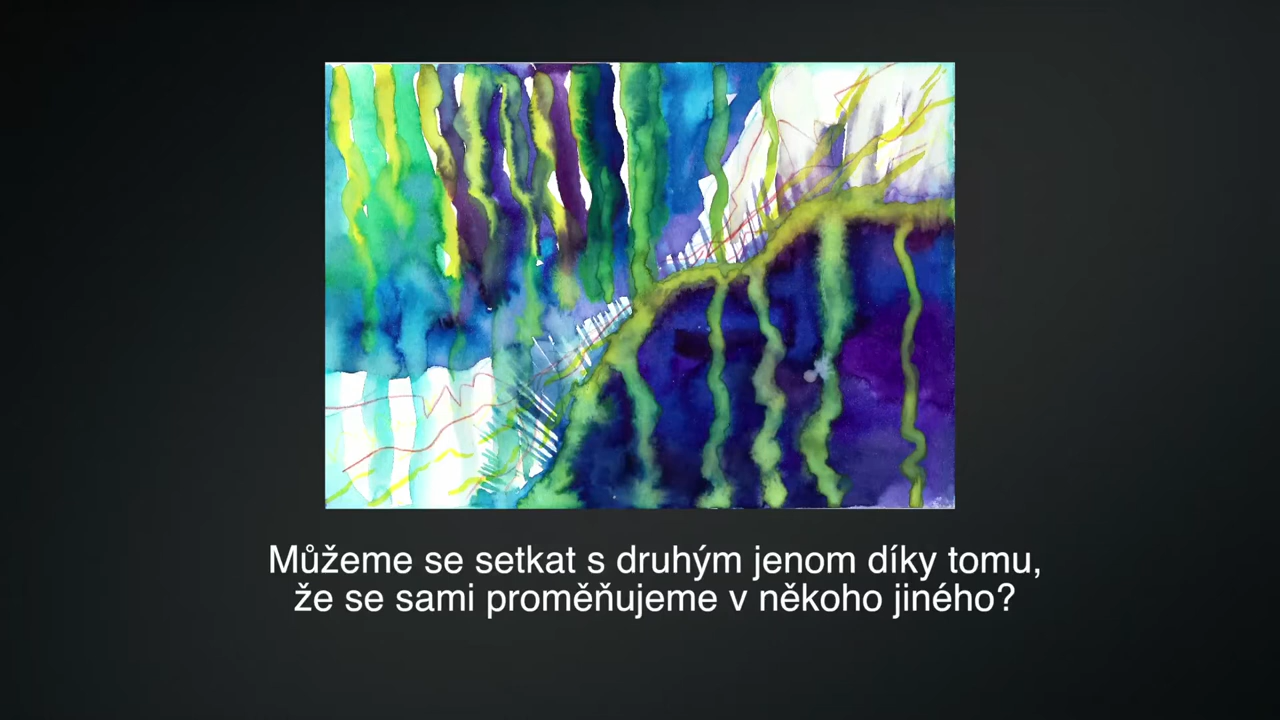 Můžeme se setkat s druhým jenom díky tomu,
že se sami proměňujeme v někoho jiného?